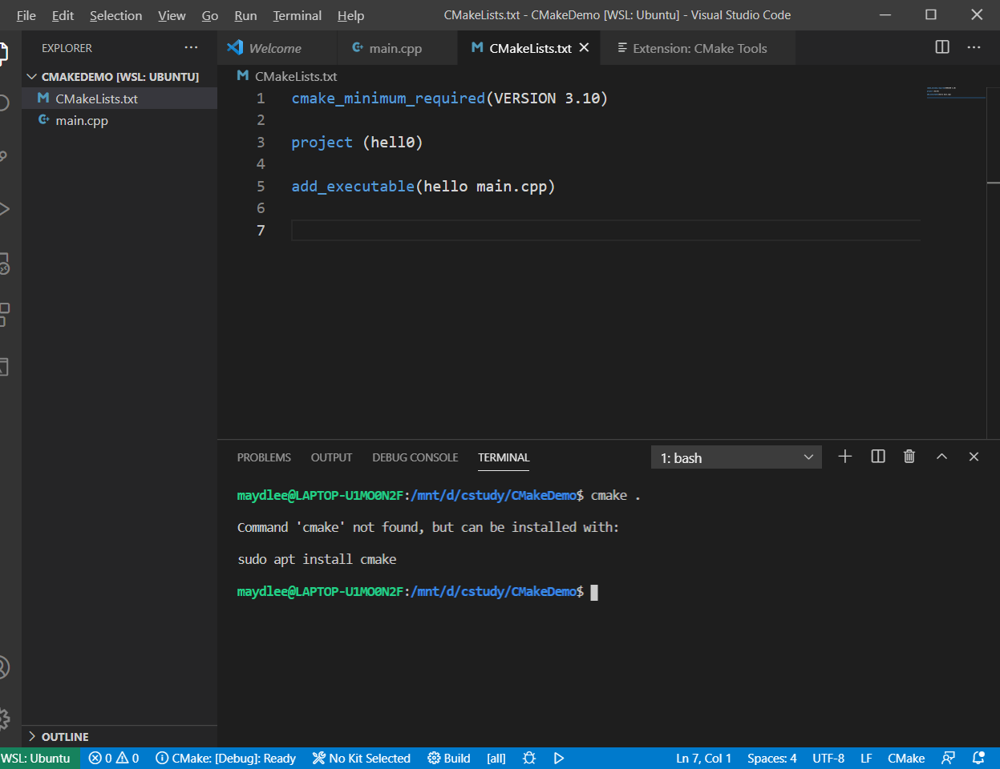 File Edit Selection View Go Run Terminal Help CMakeLists.txt - CMakeDemo [WSL: Ubuntu] - Visual Studio Code
EXPLORER ···
Welcome main.cpp CMakeLists.txt Extension: CMake Tools ···
CMAKEDEMO [WSL: UBUNTU]
CMakeLists.txt
main.cpp
CMakeLists.txt
1 cmake_minimum_required(VERSION 3.10)
2
3 project (hell0)
4
5 add_executable(hello main.cpp)
6
7
PROBLEMS OUTPUT DEBUG CONSOLE TERMINAL 1: bash
maydlee@LAPTOP-U1MO0N2F:/mnt/d/cstudy/CMakeDemo$ cmake .
Command 'cmake' not found, but can be installed with:
sudo apt install cmake
maydlee@LAPTOP-U1MO0N2F:/mnt/d/cstudy/CMakeDemo$
OUTLINE
WSL: Ubuntu 0 0 CMake: [Debug]: Ready No Kit Selected Build [all] Ln 7, Col 1 Spaces: 4 UTF-8 LF CMake